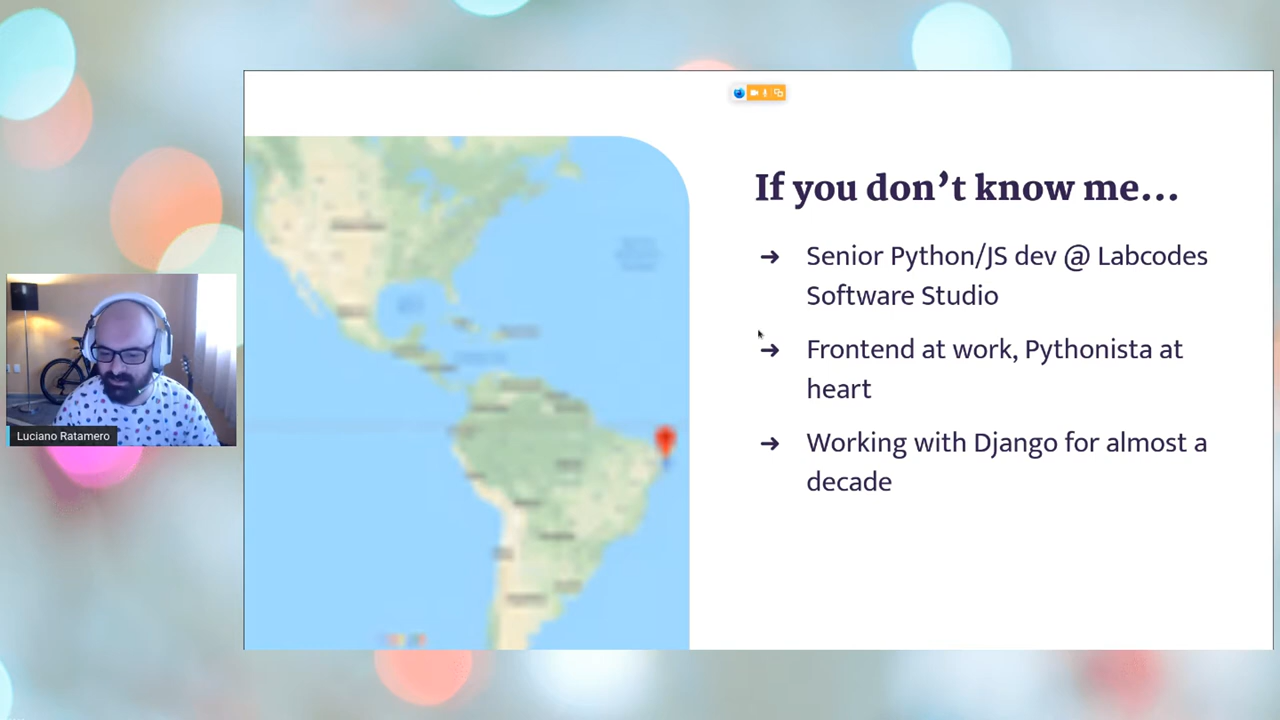 If you don’t know me...
➜ Senior Python/JS dev @ Labcodes
Software Studio
➜ Frontend at work, Pythonista at
heart
➜ Working with Django for almost a
decade
Luciano Ratamero